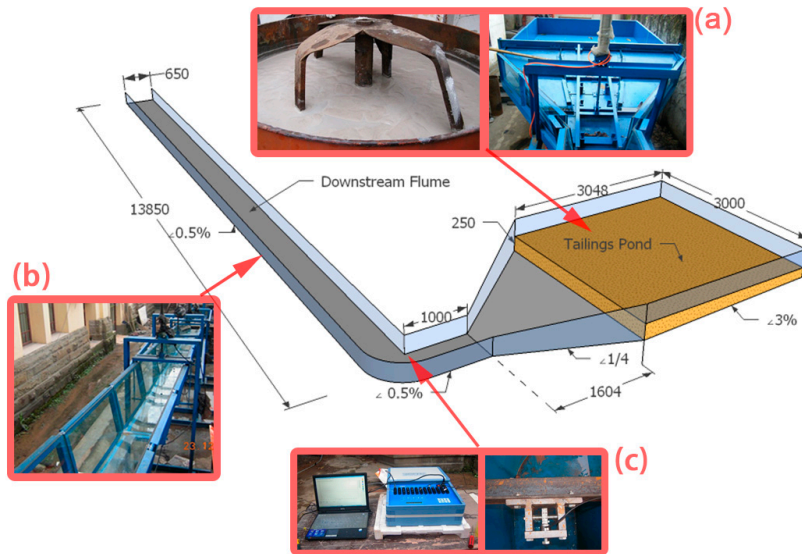 (a)
650
3048
3000
Downstream Flume
13850
250
Tailings Pond
∠0.5%
(b)
1000
∠3%
∠1/4
∠ 0.5%
1604
(c)